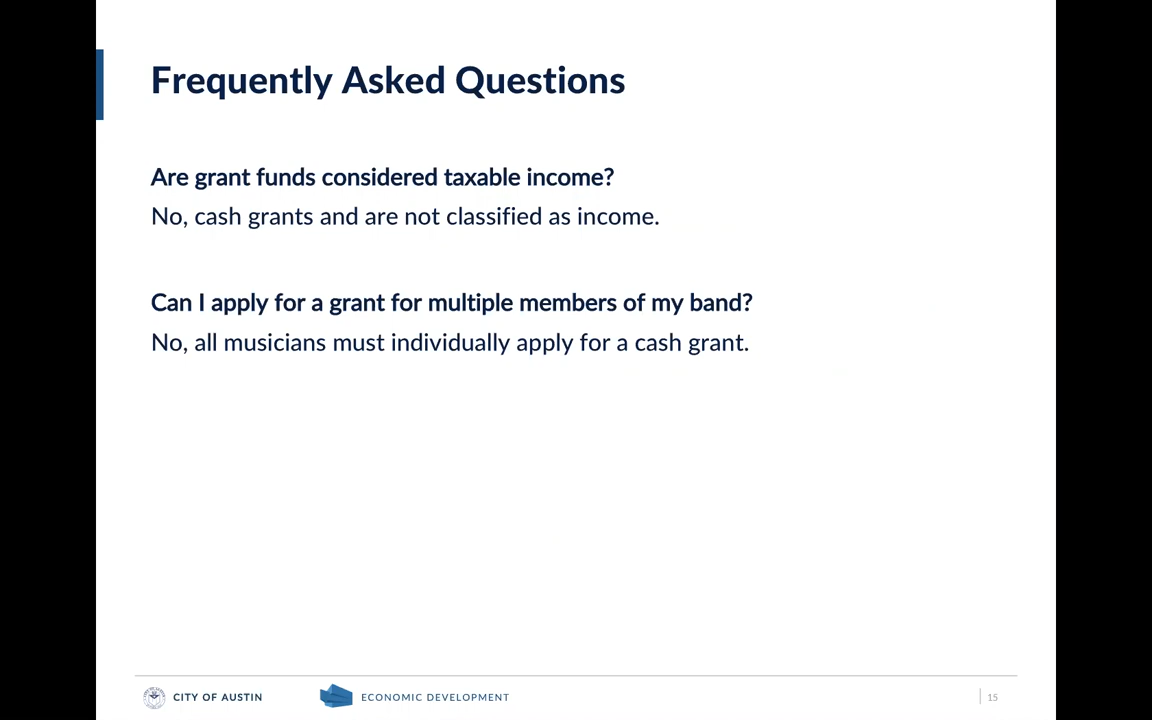 Frequently Asked Questions
Are grant funds considered taxable income?
No, cash grants and are not classified as income.
Can I apply for a grant for multiple members of my band?
No, all musicians must individually apply for a cash grant.
CITY OF AUSTIN
ECONOMIC DEVELOPMENT
15